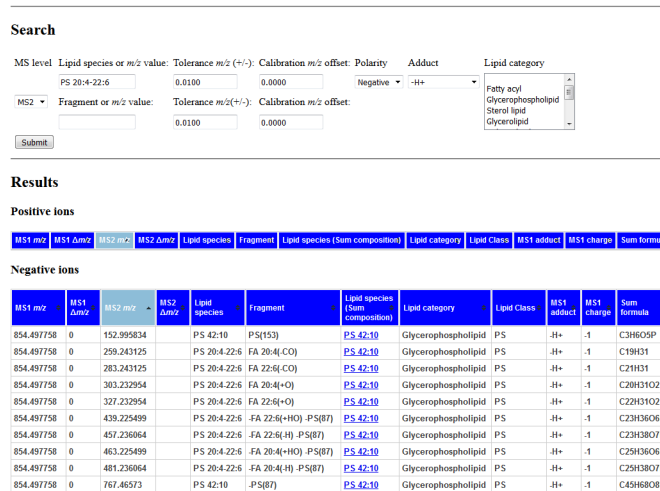 Search
MS level Lipid species or m/z value: Tolerance m/z (+/-): Calibration m/z offset: Polarity Adduct Lipid category
PS 20:4-22:6 0.0100 0.0000 Negative -H+ Fatty acyl
MS2 Fragment or m/z value: Tolerance m/z(+/-): Calibration m/z offset: Glycerophospholipid
Sterol lipid
0.0100 0.0000 Glycerolipid
Submit
Results
Positive ions
MS1 m/z MS1 Δm/z MS2 m/z MS2 Δm/z Lipid species Fragment Lipid species (Sum composition) Lipid category Lipid Class MS1 adduct MS1 charge Sum formu
Negative ions
MS1 m/z MS1 Δm/z MS2 m/z MS2 Δm/z Lipid species Fragment Lipid species (Sum composition) Lipid category Lipid Class MS1 adduct MS1 charge Sum formula
854.497758 0 152.995834 PS 42:10 PS(153) PS 42:10 Glycerophospholipid PS -H+ -1 C3H6O5P
854.497758 0 259.243125 PS 20:4-22:6 FA 20:4(-CO) PS 42:10 Glycerophospholipid PS -H+ -1 C19H31
854.497758 0 283.243125 PS 20:4-22:6 FA 22:6(-CO) PS 42:10 Glycerophospholipid PS -H+ -1 C21H31
854.497758 0 303.232954 PS 20:4-22:6 FA 20:4(+O) PS 42:10 Glycerophospholipid PS -H+ -1 C20H31O2
854.497758 0 327.232954 PS 20:4-22:6 FA 22:6(+O) PS 42:10 Glycerophospholipid PS -H+ -1 C22H31O2
854.497758 0 439.225499 PS 20:4-22:6 -FA 22:6(+HO) -PS(87) PS 42:10 Glycerophospholipid PS -H+ -1 C23H36O6
854.497758 0 457.236064 PS 20:4-22:6 -FA 22:6(-H) -PS(87) PS 42:10 Glycerophospholipid PS -H+ -1 C23H38O7
854.497758 0 463.225499 PS 20:4-22:6 -FA 20:4(+HO) -PS(87) PS 42:10 Glycerophospholipid PS -H+ -1 C25H36O6
854.497758 0 481.236064 PS 20:4-22:6 -FA 20:4(-H) -PS(87) PS 42:10 Glycerophospholipid PS -H+ -1 C25H38O7
854.497758 0 767.46573 PS 42:10 -PS(87) PS 42:10 Glycerophospholipid PS -H+ -1 C45H68O8